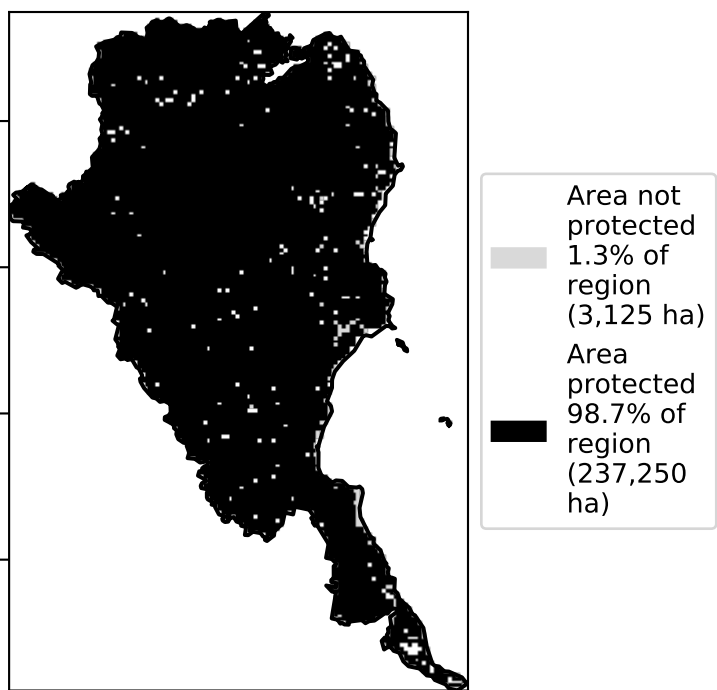 Area not
protected
1.3% of
region
(3,125 ha)
Area
protected
98.7% of
region
(237,250
ha)